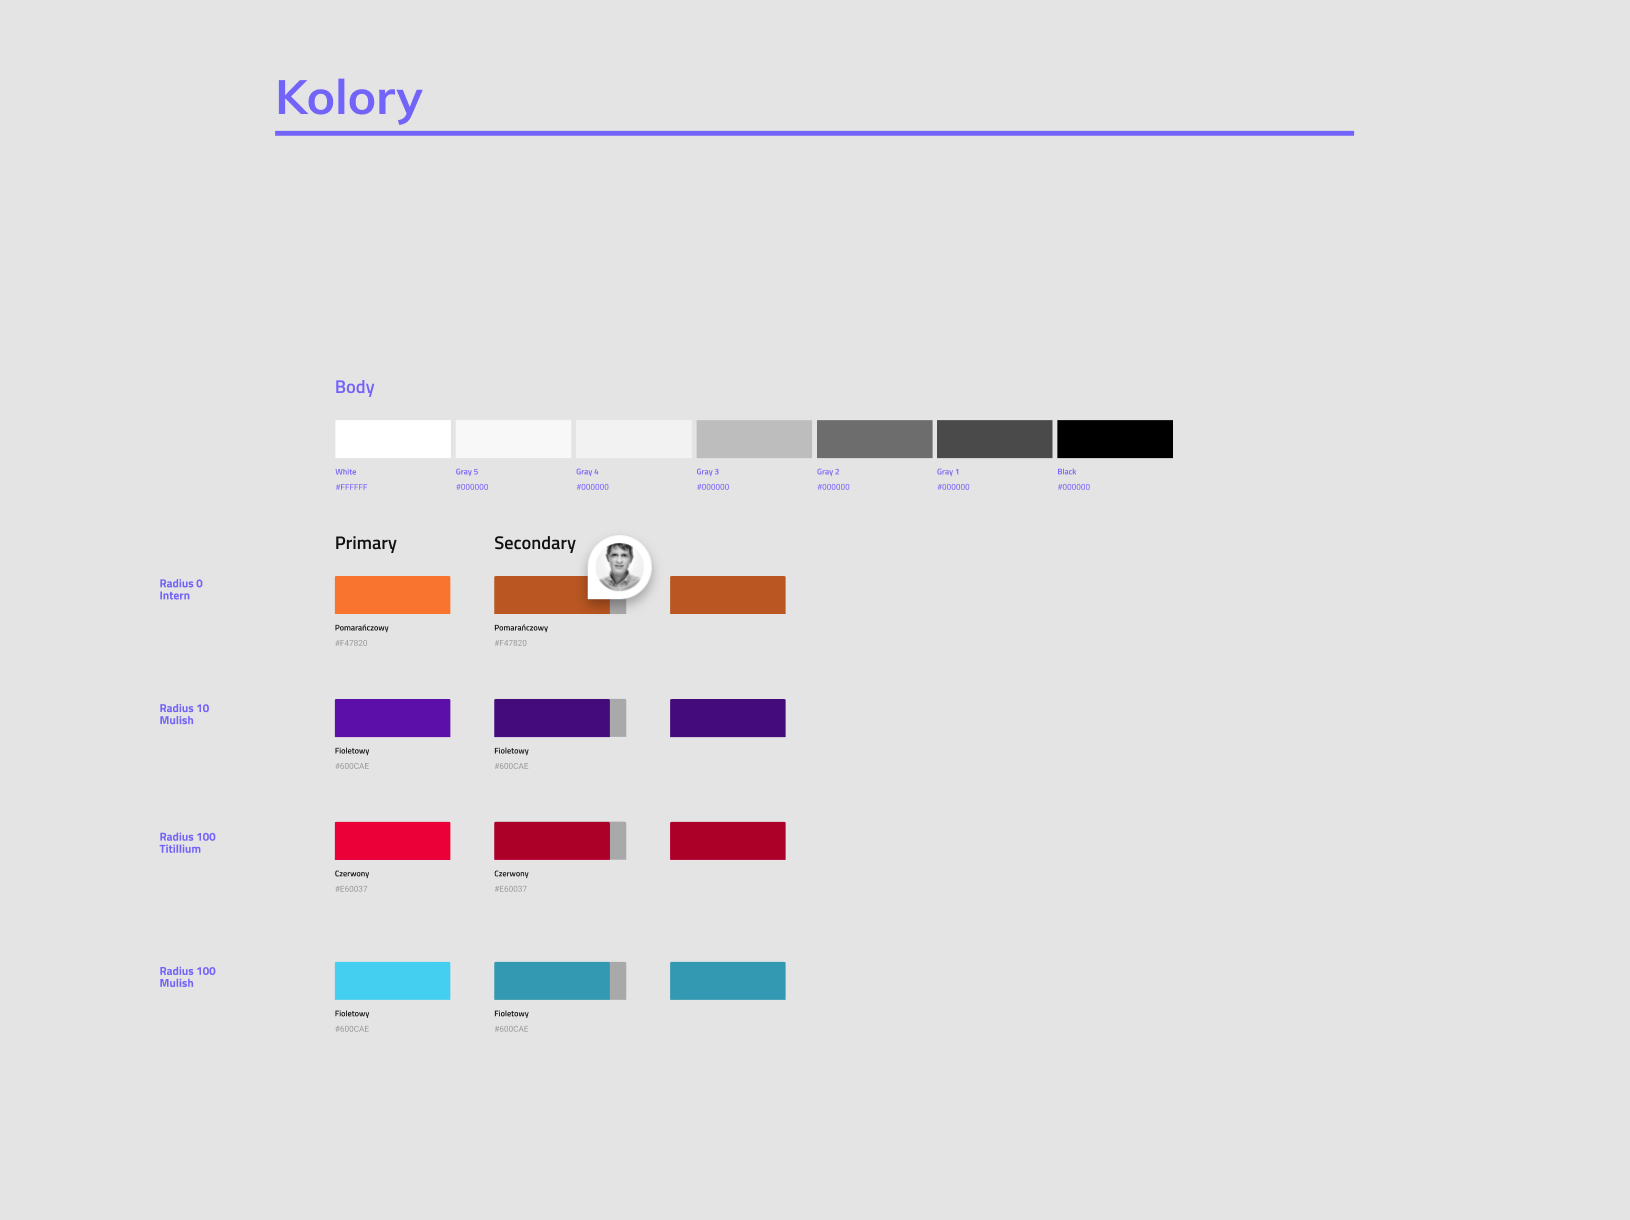 Kolory
Body
White
Gray 5
Gray 4
Gray 3
Gray 2
Gray 1
Black
#FFFFFF
#000000
#000000
#000000
#000000
#000000
#000000
Primary
Secondary
Radius 0
Intern
Pomarańczowy
Pomarańczowy
#F47820
#F47820
Radius 10
Mulish
Fioletowy
Fioletowy
#600CAE
#600CAE
Radius 100
Titillium
Czerwony
Czerwony
#E60037
#E60037
Radius 100
Mulish
Fioletowy
Fioletowy
#600CAE
#600CAE